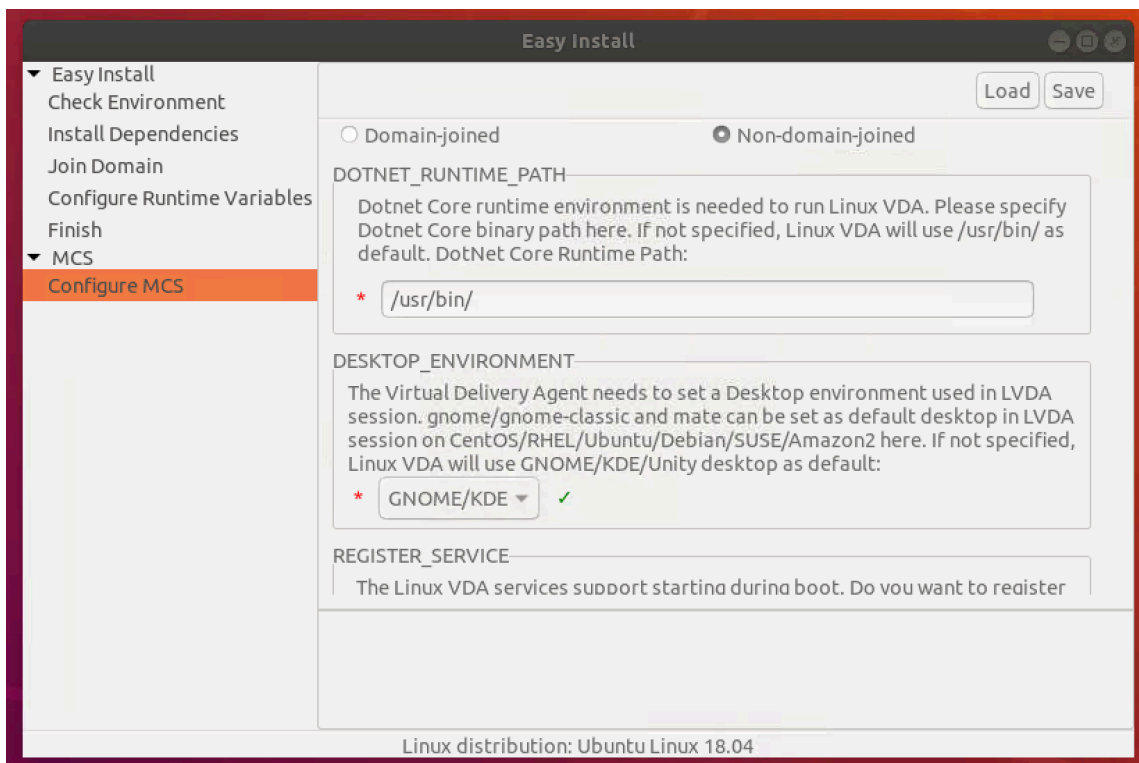 Easy Install
Easy Install
Check Environment
Install Dependencies
Join Domain
Configure Runtime Variables
Finish
MCS
Configure MCS
Load Save
Domain-joined Non-domain-joined
DOTNET_RUNTIME_PATH
Dotnet Core runtime environment is needed to run Linux VDA. Please specify
Dotnet Core binary path here. If not specified, Linux VDA will use /usr/bin/ as
default. DotNet Core Runtime Path:
* /usr/bin/
DESKTOP_ENVIRONMENT
The Virtual Delivery Agent needs to set a Desktop environment used in LVDA
session. gnome/gnome-classic and mate can be set as default desktop in LVDA
session on CentOS/RHEL/Ubuntu/Debian/SUSE/Amazon2 here. If not specified,
Linux VDA will use GNOME/KDE/Unity desktop as default:
* GNOME/KDE ✓
REGISTER_SERVICE
The Linux VDA services support starting during boot. Do you want to register
Linux distribution: Ubuntu Linux 18.04